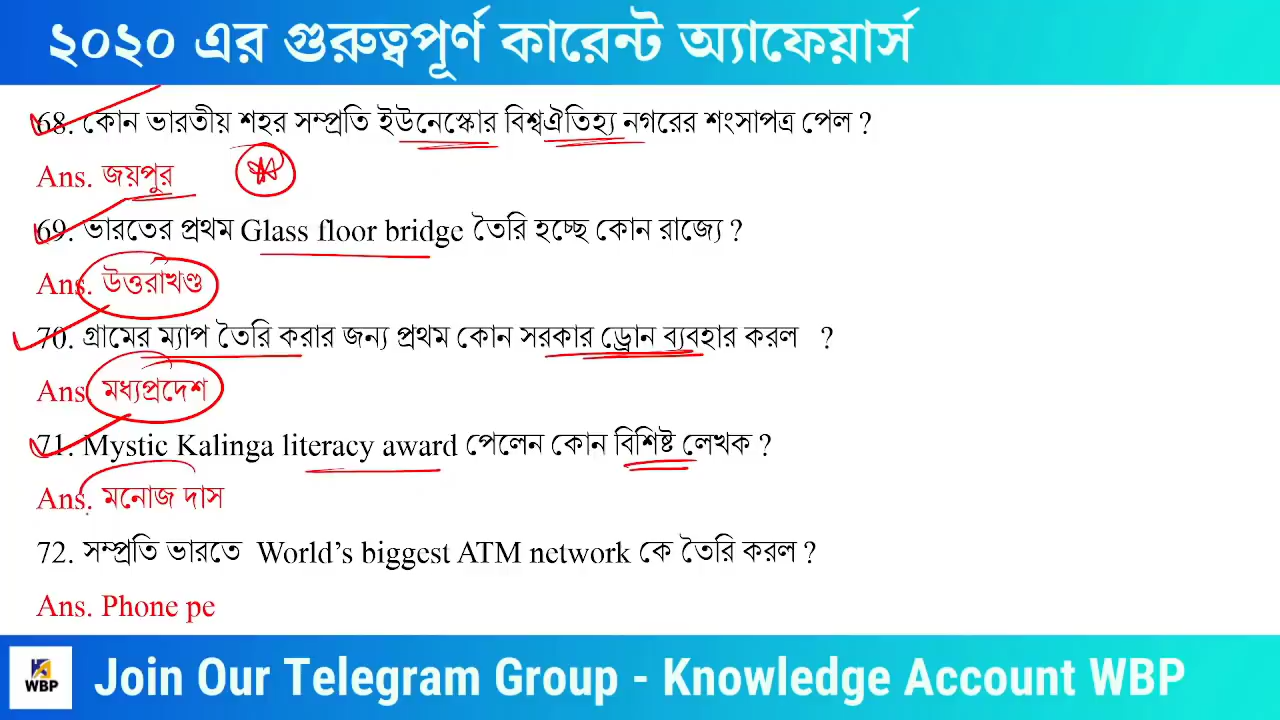 ২০২০ এর গুরুত্বপূর্ণ কারেন্ট অ্যাফেয়ার্স
68. কোন ভারতীয় শহর সম্প্রতি ইউনেস্কোর বিশ্বঐতিহ্য নগরের শংসাপত্র পেল ?
Ans. জয়পুর
69. ভারতের প্রথম Glass floor bridge তৈরি হচ্ছে কোন রাজ্যে ?
Ans. উত্তরাখণ্ড
70. গ্রামের ম্যাপ তৈরি করার জন্য প্রথম কোন সরকার ড্রোন ব্যবহার করল ?
Ans. মধ্যপ্রদেশ
71. Mystic Kalinga literacy award পেলেন কোন বিশিষ্ট লেখক ?
Ans. মনোজ দাস
72. সম্প্রতি ভারতে World's biggest ATM network কে তৈরি করল ?
Ans. Phone pe
WBP
Join Our Telegram Group - Knowledge Account WBP